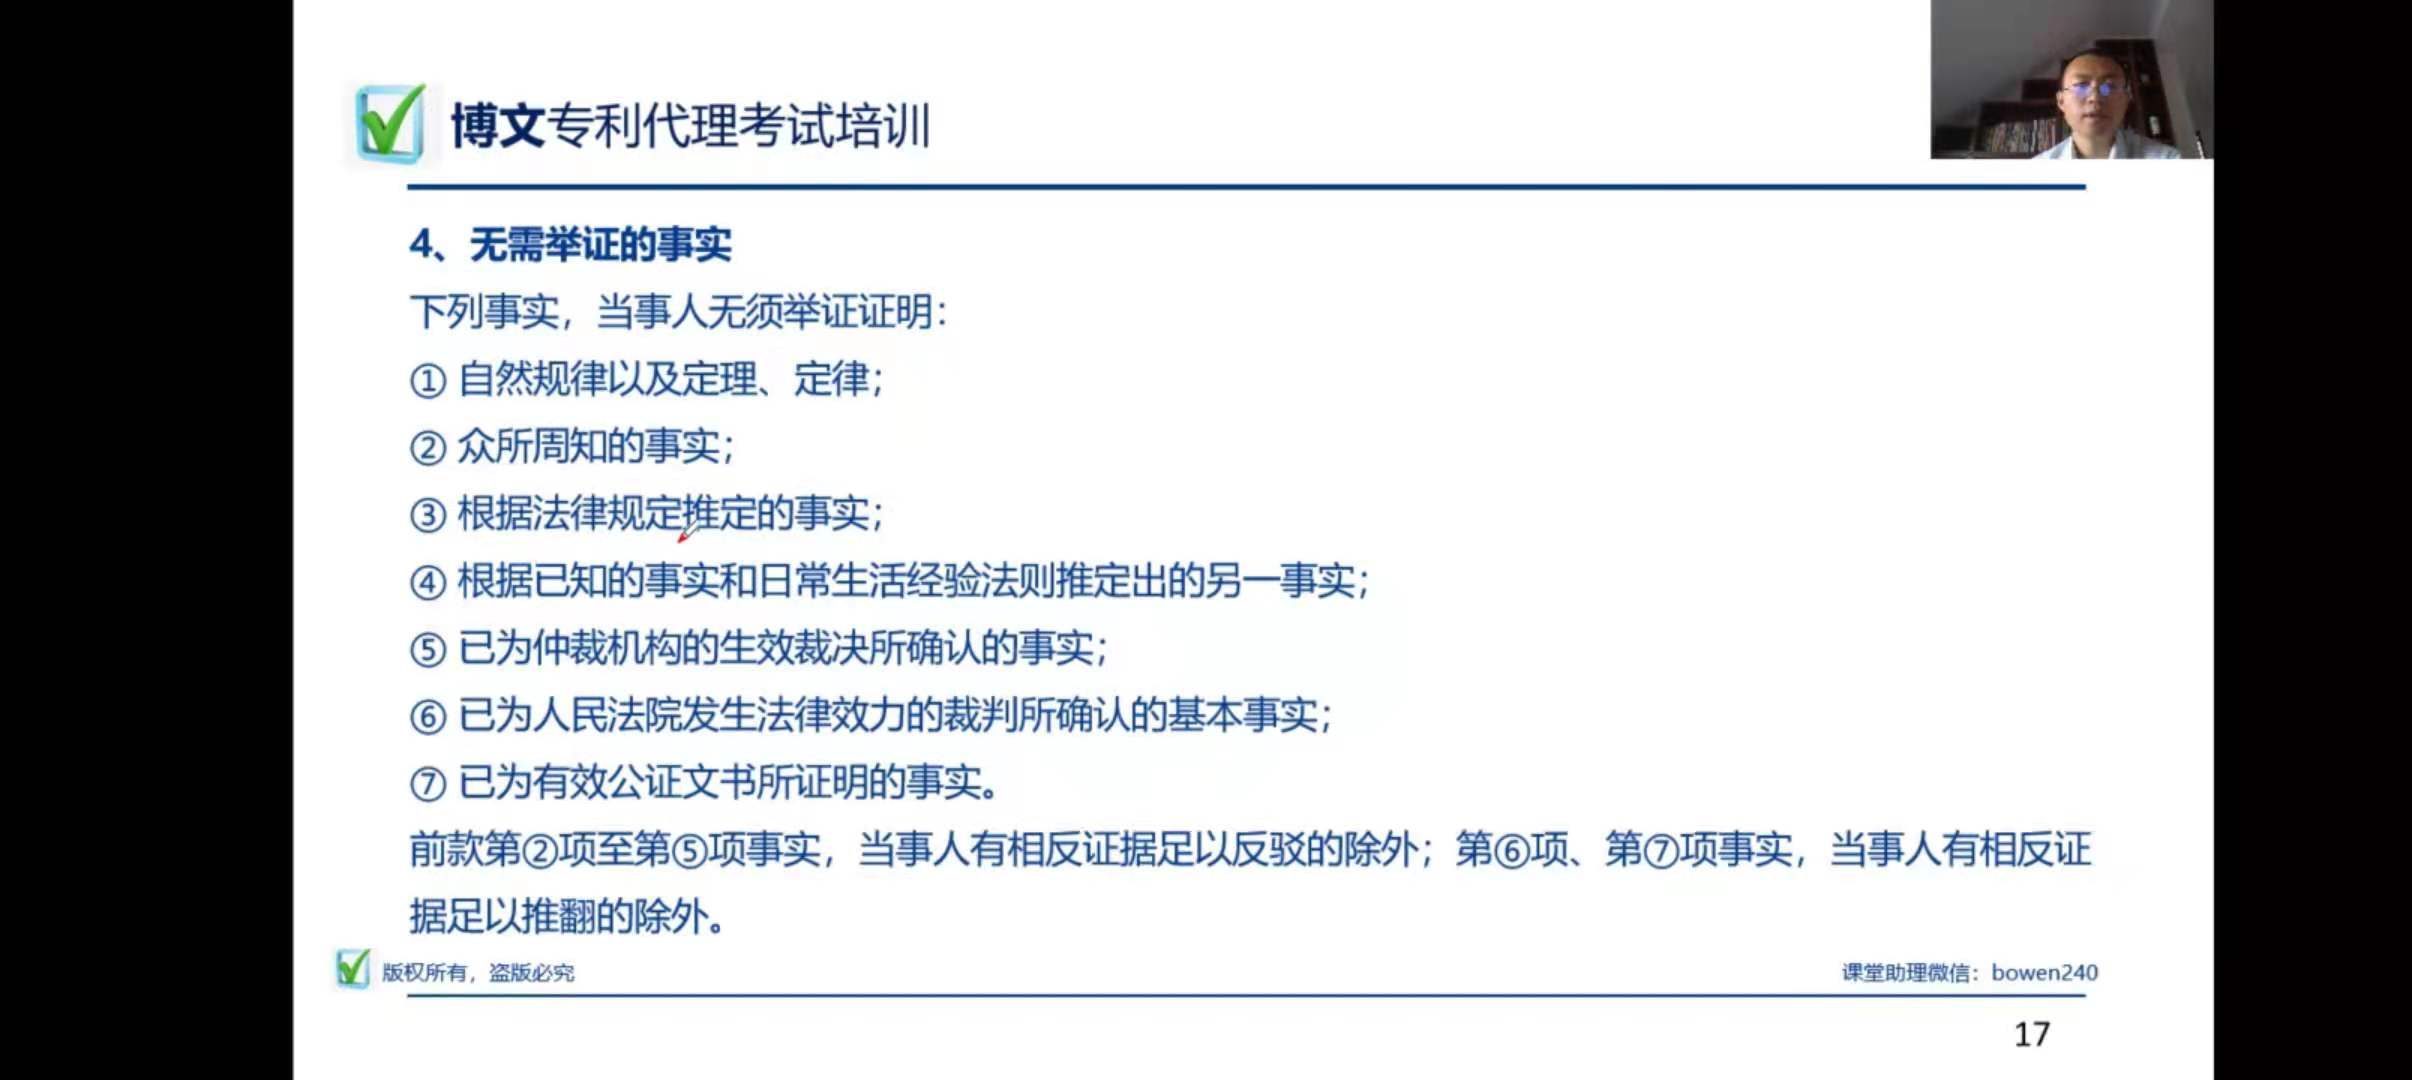 博文专利代理考试培训
4、无需举证的事实
下列事实，当事人无须举证证明：
① 自然规律以及定理、定律；
② 众所周知的事实；
③ 根据法律规定推定的事实；
④ 根据已知的事实和日常生活经验法则推定出的另一事实；
⑤ 已为仲裁机构的生效裁决所确认的事实；
⑥ 已为人民法院发生法律效力的裁判所确认的基本事实；
⑦ 已为有效公证文书所证明的事实。
前款第②项至第⑤项事实，当事人有相反证据足以反驳的除外；第⑥项、第⑦项事实，当事人有相反证
据足以推翻的除外。
版权所有，盗版必究
课堂助理微信：bowen240
17